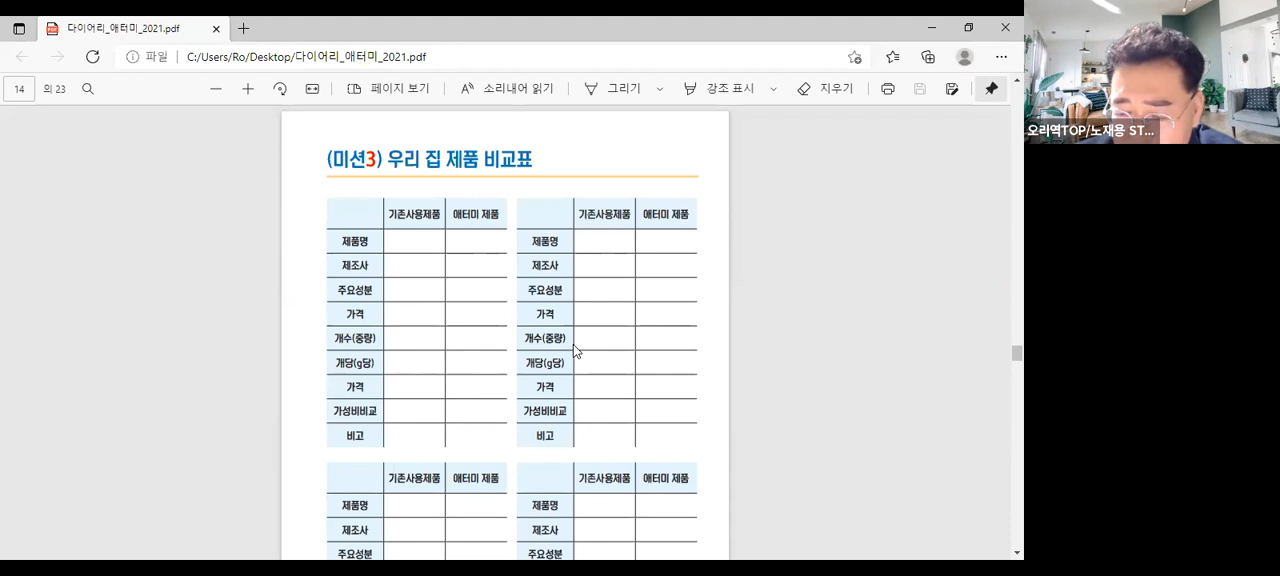 다이어리_애터미_2021.pdf
파일 C:/Users/Ro/Desktop/다이어리_애터미_2021.pdf
14 의 23 페이지 보기 소리내어 읽기 그리기 강조 표시 지우기
오리역TOP/노재용 ST...
(미션3) 우리 집 제품 비교표
기존사용제품 애터미 제품 기존사용제품 애터미 제품
제품명 제품명
제조사 제조사
주요성분 주요성분
가격 가격
개수(중량) 개수(중량)
개당(g당) 개당(g당)
가격 가격
가성비비교 가성비비교
비고 비고
기존사용제품 애터미 제품 기존사용제품 애터미 제품
제품명 제품명
제조사 제조사
주요성분 주요성분